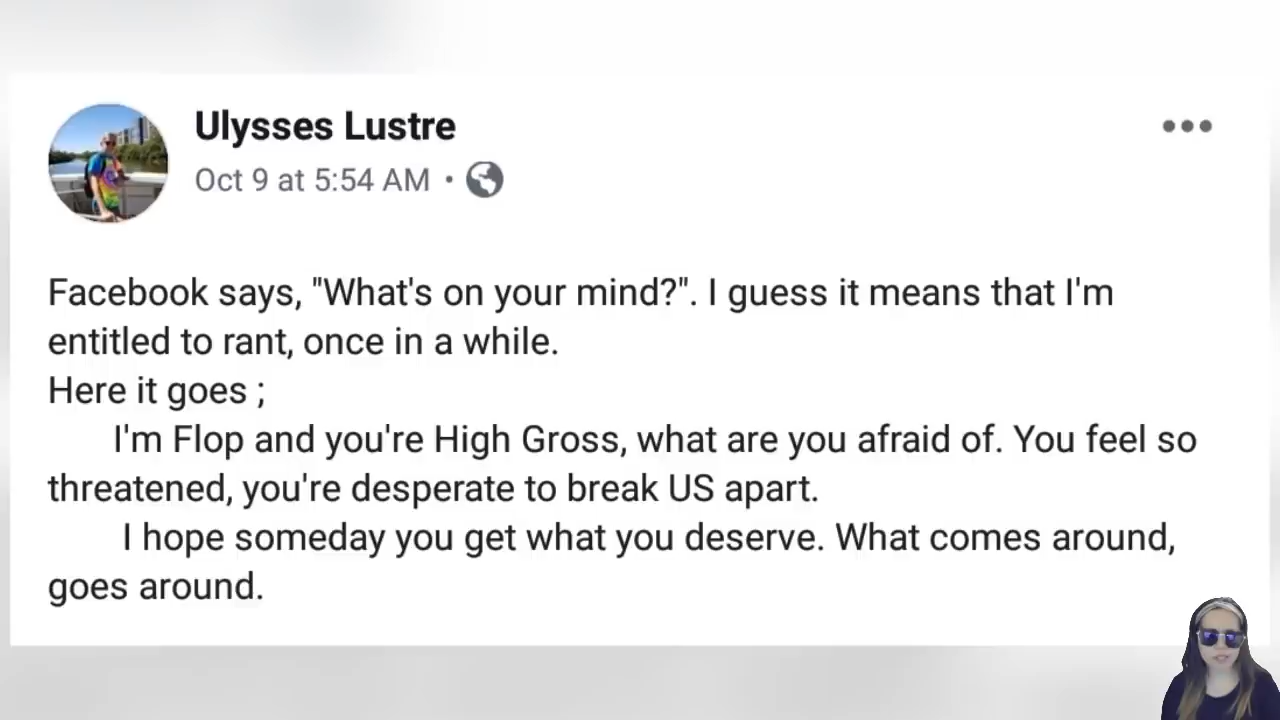 Ulysses Lustre
Oct 9 at 5:54 AM •
Facebook says, "What's on your mind?". I guess it means that I'm
entitled to rant, once in a while.
Here it goes ;
I'm Flop and you're High Gross, what are you afraid of. You feel so
threatened, you're desperate to break US apart.
I hope someday you get what you deserve. What comes around,
goes around.